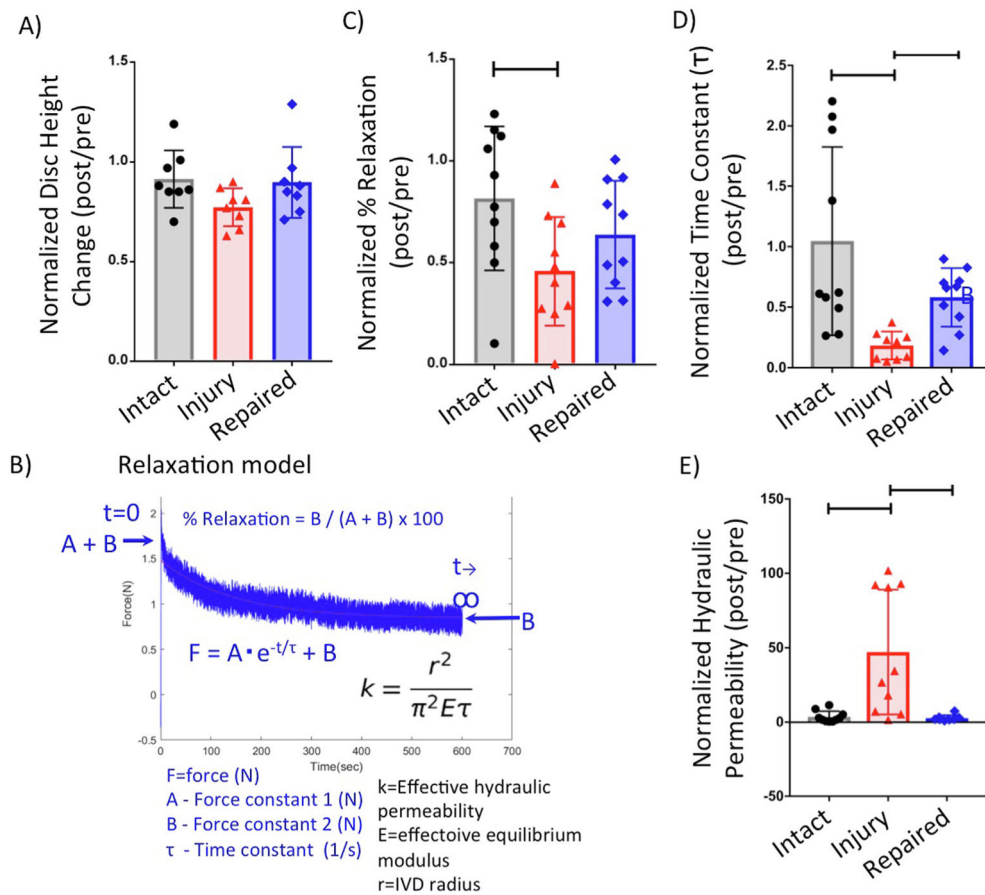 A)
Normalized Disc Height
Change (post/pre)
1.5
1.0
0.5
0.0
Intact
Injury
Repaired
C)
Normalized % Relaxation
(post/pre)
1.5
1.0
0.5
0.0
Intact
Injury
Repaired
D)
Normalized Time Constant (τ)
(post/pre)
2.5
2.0
1.5
1.0
0.5
0.0
B
Intact
Injury
Repaired
B)
Relaxation model
t=0
% Relaxation = B / (A + B) x 100
A + B
t→
∞
B
F = A·e-t/τ + B
k = r² / π²Eτ
Force(N)
2
1.5
1
0.5
0
-0.5
0 100 200 300 400 500 600 700
Time(sec)
F=force (N)
A - Force constant 1 (N)
B - Force constant 2 (N)
τ - Time constant (1/s)
k=Effective hydraulic
permeability
E=effectoive equilibrium
modulus
r=IVD radius
E)
Normalized Hydraulic
Permeability (post/pre)
150
100
50
0
-50
Intact
Injury
Repaired